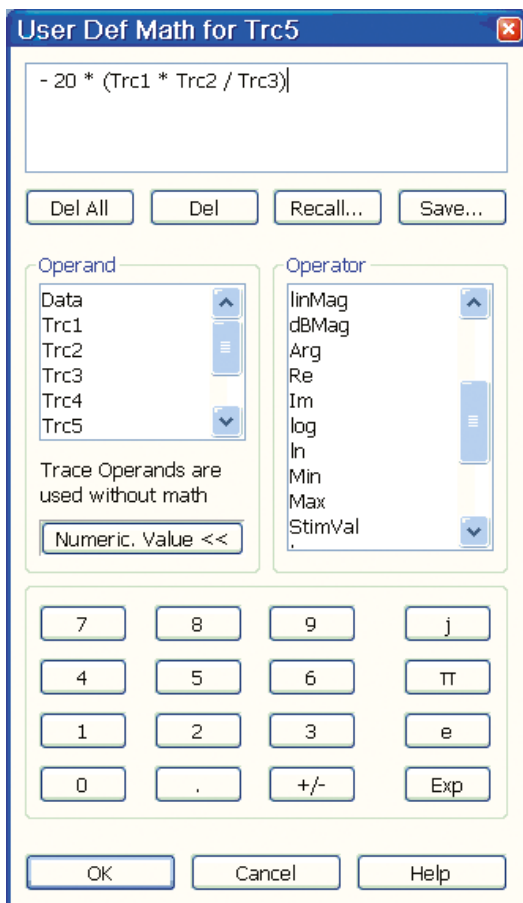 User Def Math for Trc5
- 20 * (Trc1 * Trc2 / Trc3)
Del All
Del
Recall...
Save...
Operand
Data
Trc1
Trc2
Trc3
Trc4
Trc5
Trace Operands are
used without math
Numeric. Value <<
Operator
linMag
dBMag
Arg
Re
Im
log
ln
Min
Max
StimVal
7 8 9 j
4 5 6 π
1 2 3 e
0 . +/- Exp
OK
Cancel
Help